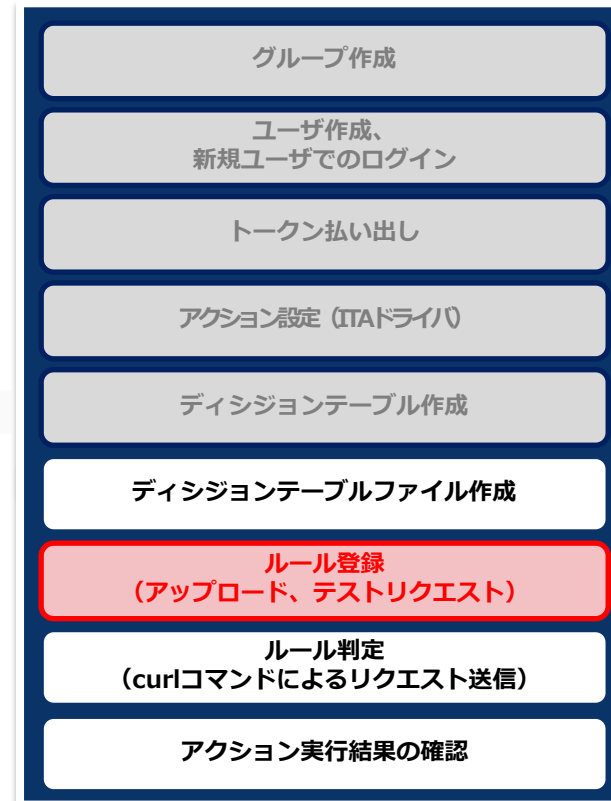 グループ作成
ユーザ作成、
新規ユーザでのログイン
トークン払い出し
アクション設定（ITAドライバ）
ディシジョンテーブル作成
ディシジョンテーブルファイル作成
ルール登録
（アップロード、テストリクエスト）
ルール判定
（curlコマンドによるリクエスト送信）
アクション実行結果の確認